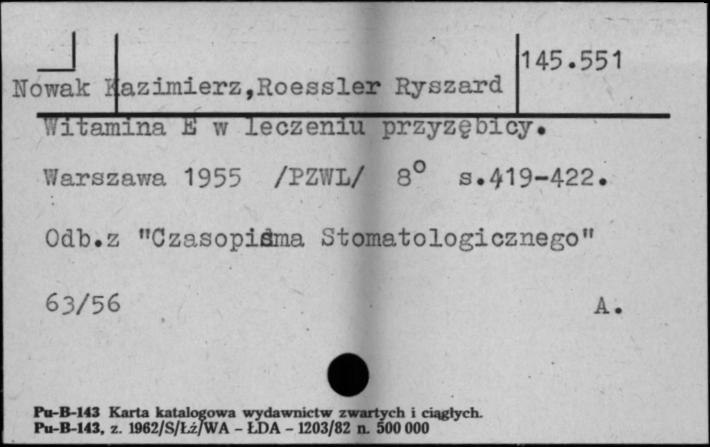 145.551
Nowak Kazimierz,Roessler Ryszard
Witamina E w leczeniu przyzębicy.
Warszawa 1955 /PZWL/ 8° s.419-422.
Odb.z "Czasopisma Stomatologicznego"
63/56 A.
Pu-B-143 Karta katalogowa wydawnictw zwartych i ciągłych.
Pu-B-143, z. 1962/S/Łź/WA - ŁDA - 1203/82 n. 500 000